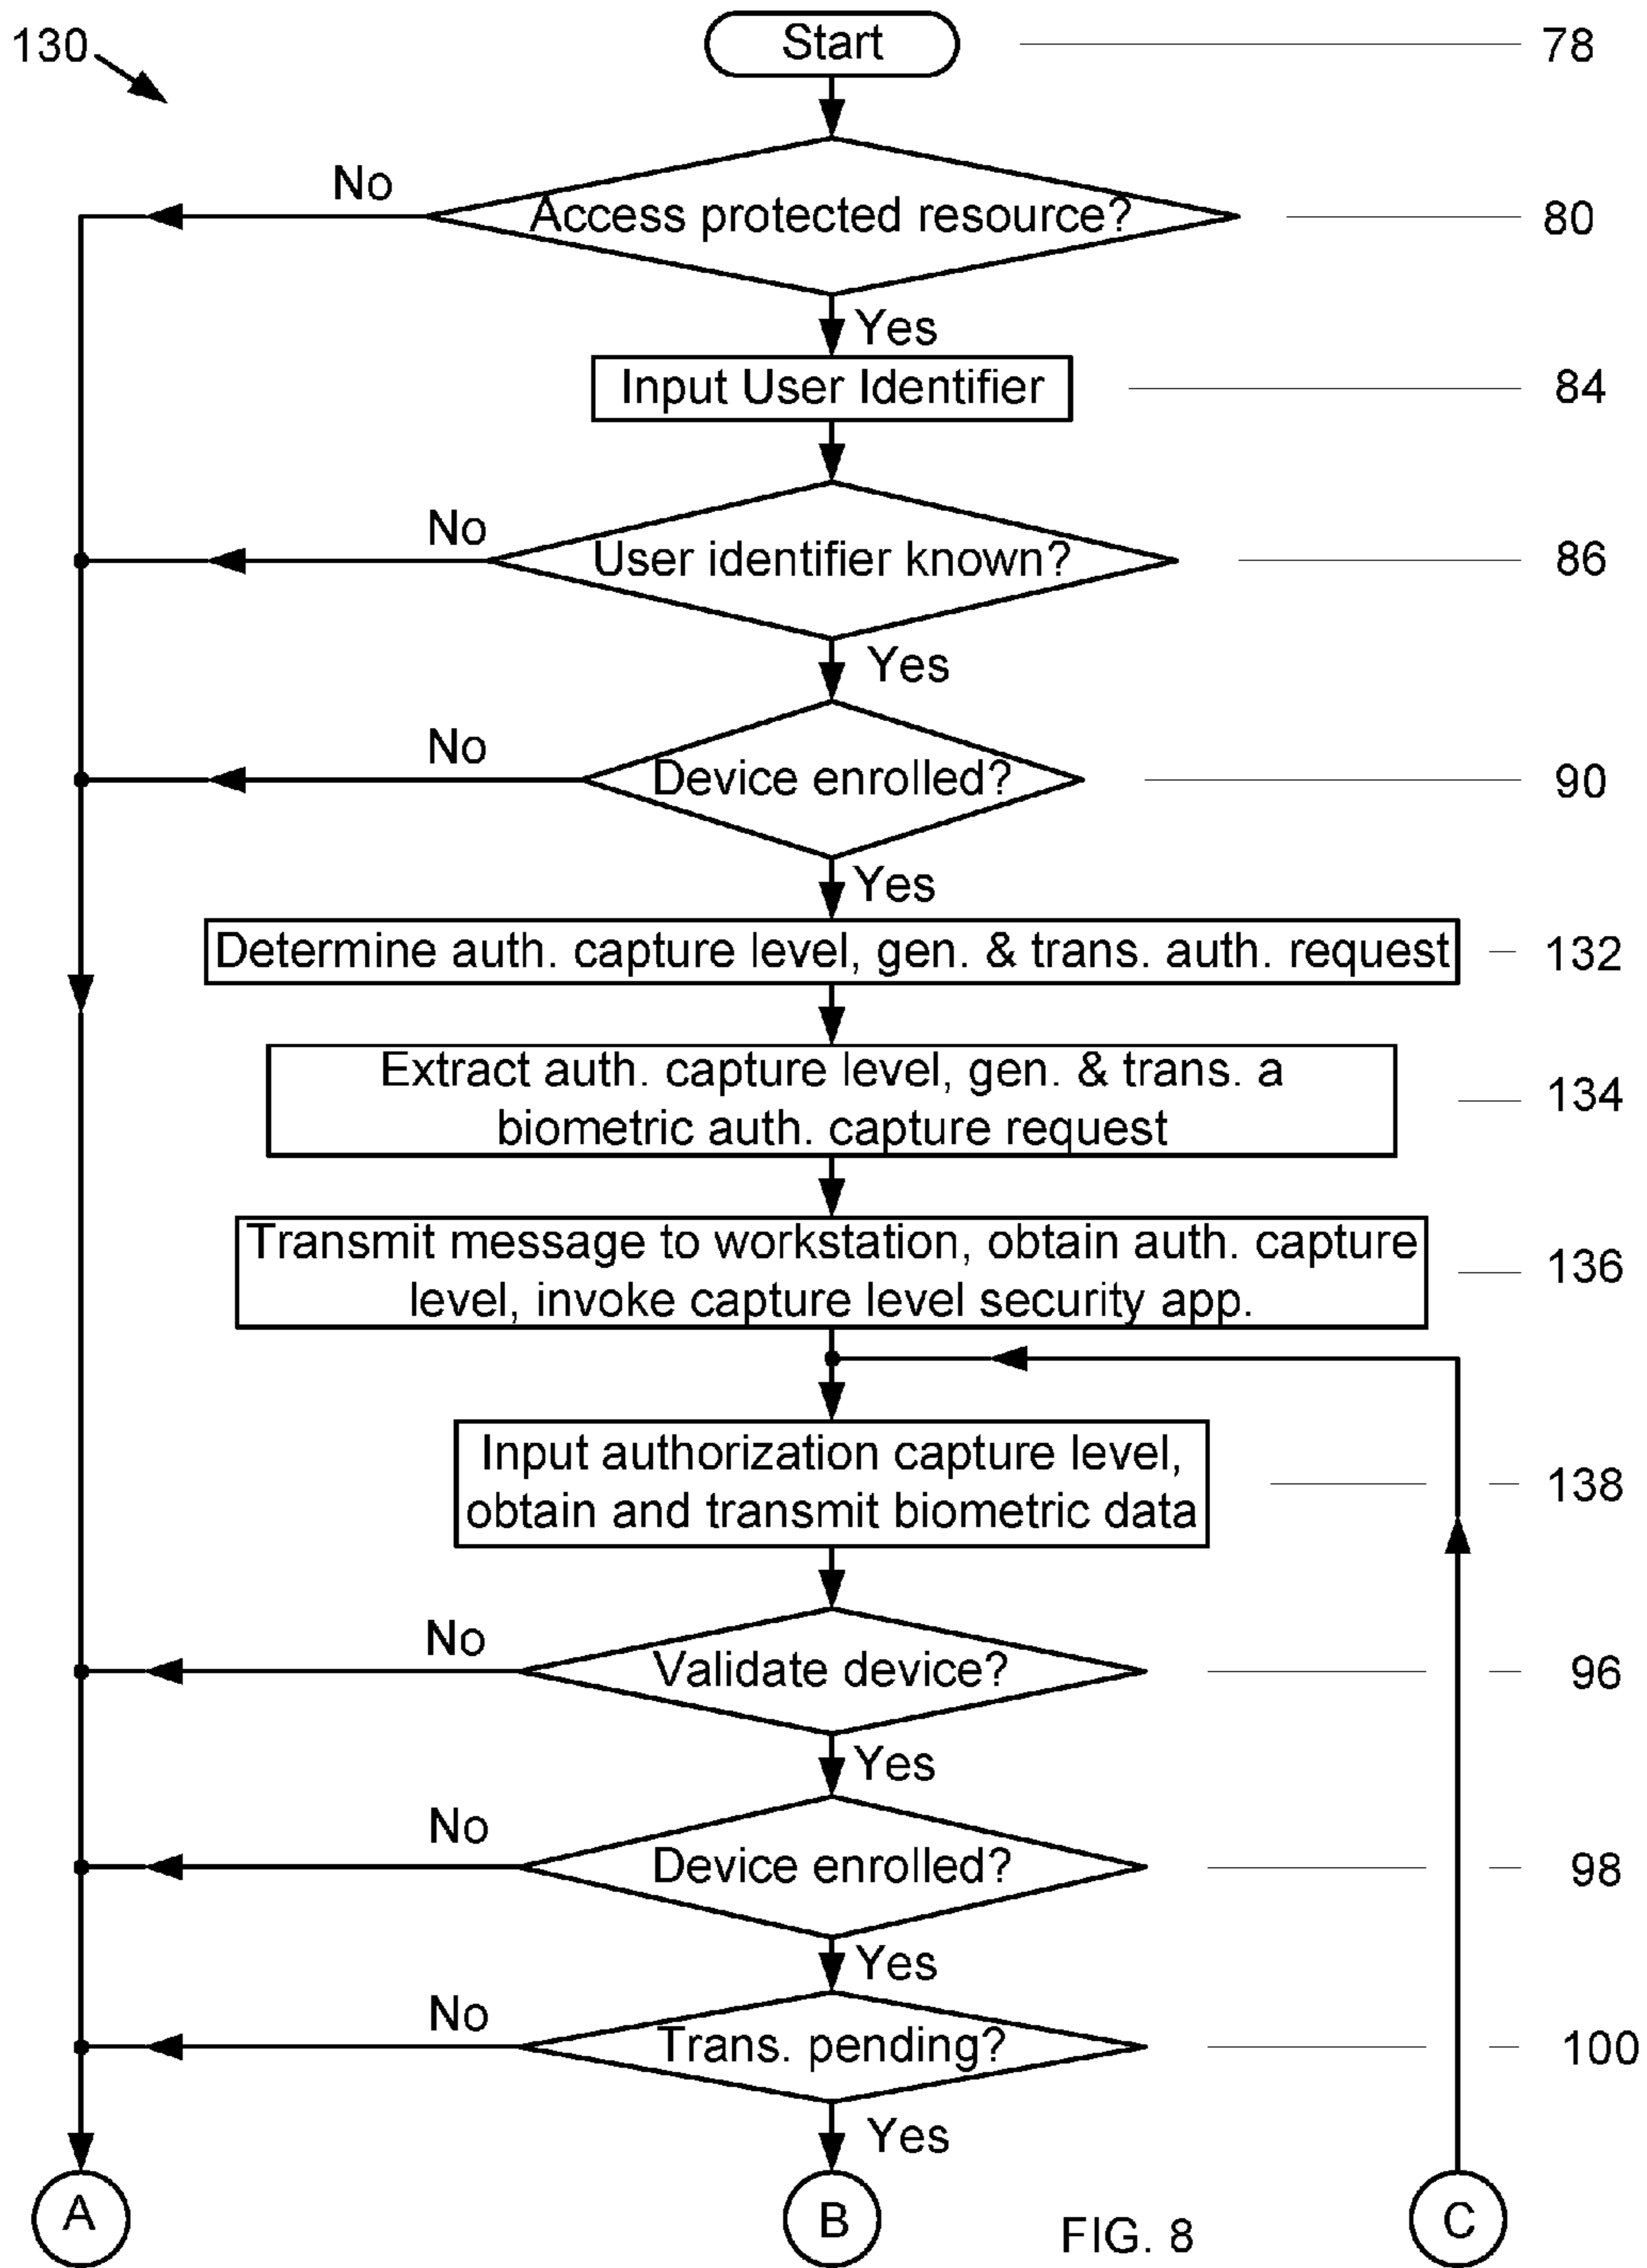 130
Start
78
No
Access protected resource?
80
Yes
Input User Identifier
84
No
User identifier known?
86
Yes
No
Device enrolled?
90
Yes
Determine auth. capture level, gen. & trans. auth. request
132
Extract auth. capture level, gen. & trans. a
biometric auth. capture request
134
Transmit message to workstation, obtain auth. capture
level, invoke capture level security app.
136
Input authorization capture level,
obtain and transmit biometric data
138
No
Validate device?
96
Yes
No
Device enrolled?
98
Yes
No
Trans. pending?
100
Yes
A
B
FIG. 8
C